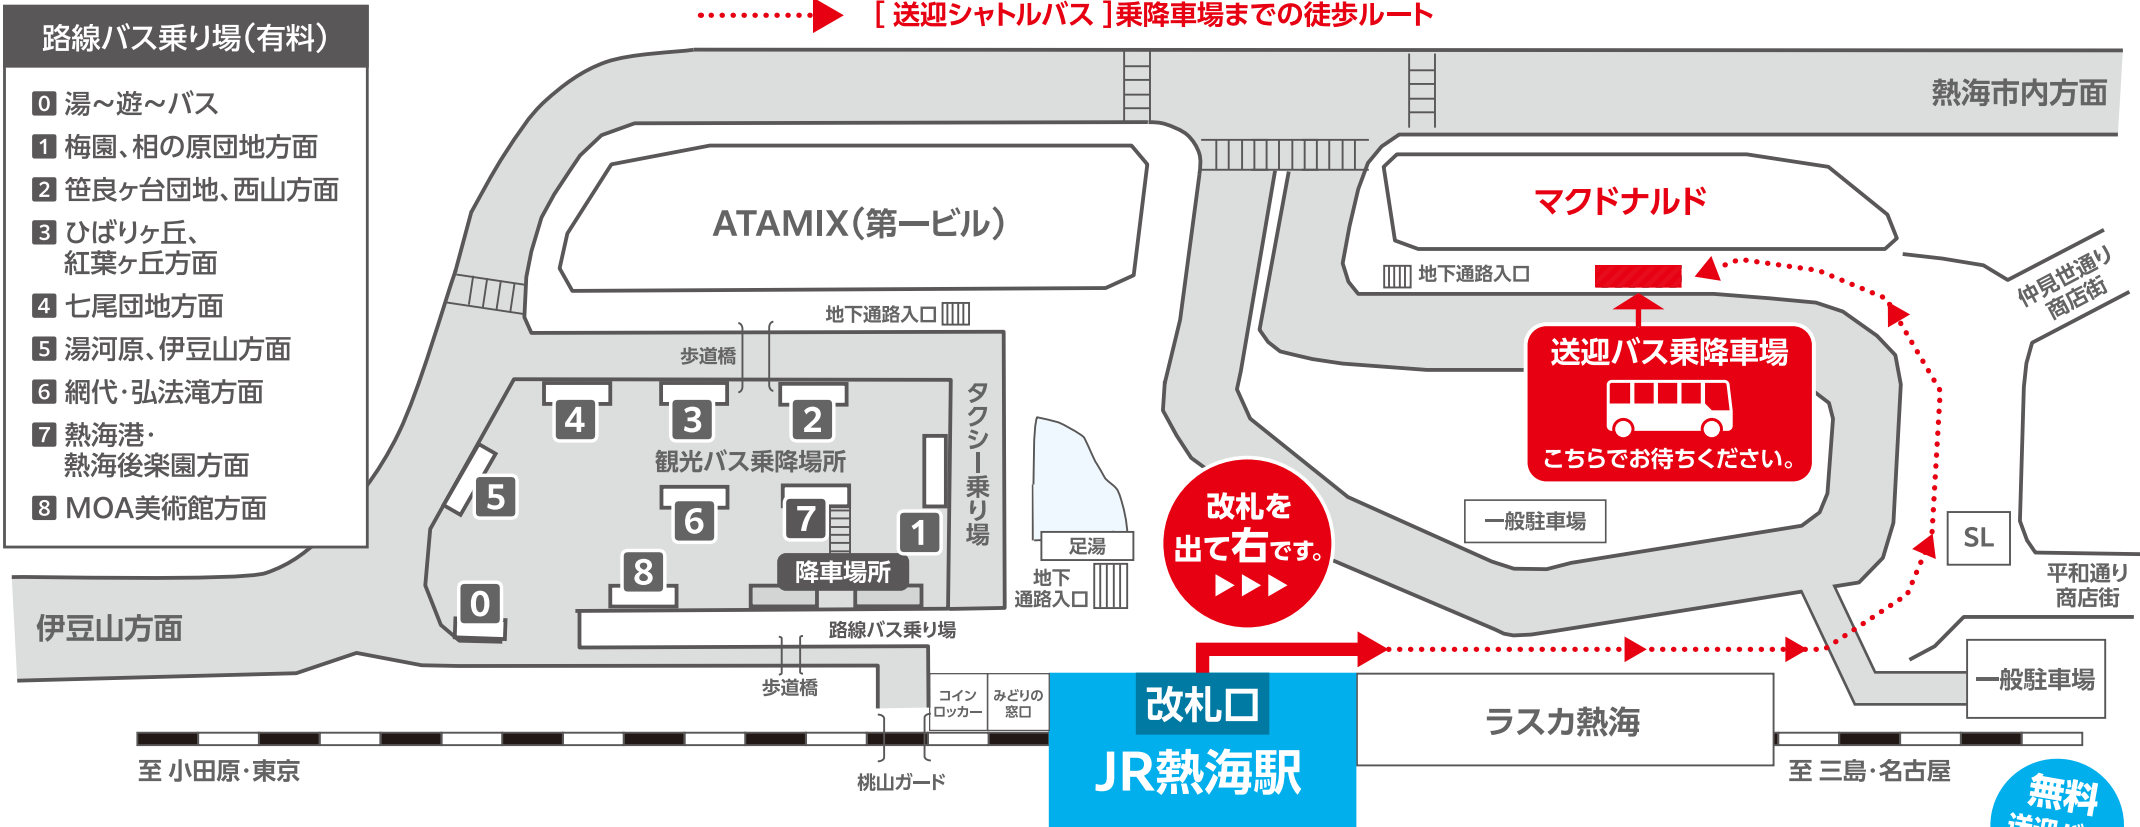 [ 送迎シャトルバス ]乗降車場までの徒歩ルート
路線バス乗り場(有料)
0 湯～遊～バス
1 梅園、相の原団地方面
2 笹良ヶ台団地、西山方面
3 ひばりヶ丘、
紅葉ヶ丘方面
4 七尾団地方面
5 湯河原、伊豆山方面
6 網代・弘法滝方面
7 熱海港・
熱海後楽園方面
8 MOA美術館方面
熱海市内方面
ATAMIX(第一ビル)
マクドナルド
地下通路入口
仲見世通り
商店街
地下通路入口
歩道橋
送迎バス乗降車場
こちらでお待ちください。
タクシー乗り場
4
3
2
観光バス乗降場所
5
6
7
1
改札を
出て右です。
一般駐車場
SL
足湯
地下
通路入口
平和通り
商店街
降車場所
8
0
伊豆山方面
路線バス乗り場
歩道橋
コイン
ロッカー
みどりの
窓口
改札口
JR熱海駅
ラスカ熱海
一般駐車場
至 小田原・東京
桃山ガード
至 三島・名古屋
無料